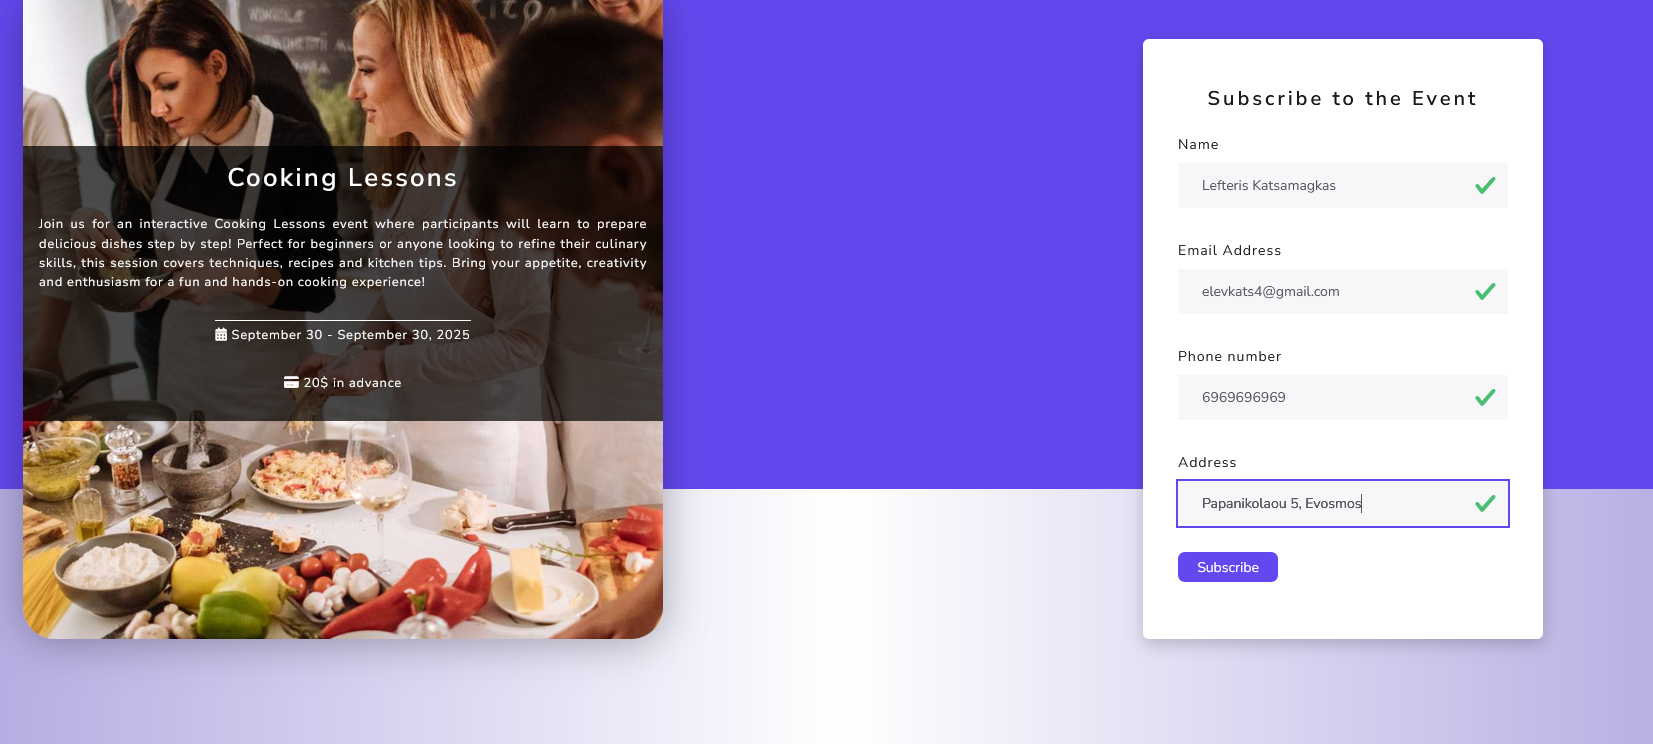 Cooking Lessons
Join us for an interactive Cooking Lessons event where participants will learn to prepare
delicious dishes step by step! Perfect for beginners or anyone looking to refine their culinary
skills, this session covers techniques, recipes and kitchen tips. Bring your appetite, creativity
and enthusiasm for a fun and hands-on cooking experience!
September 30 - September 30, 2025
20$ in advance
Subscribe to the Event
Name
Lefteris Katsamagkas
Email Address
elevkats4@gmail.com
Phone number
6969696969
Address
Papanikolaou 5, Evosmos
Subscribe